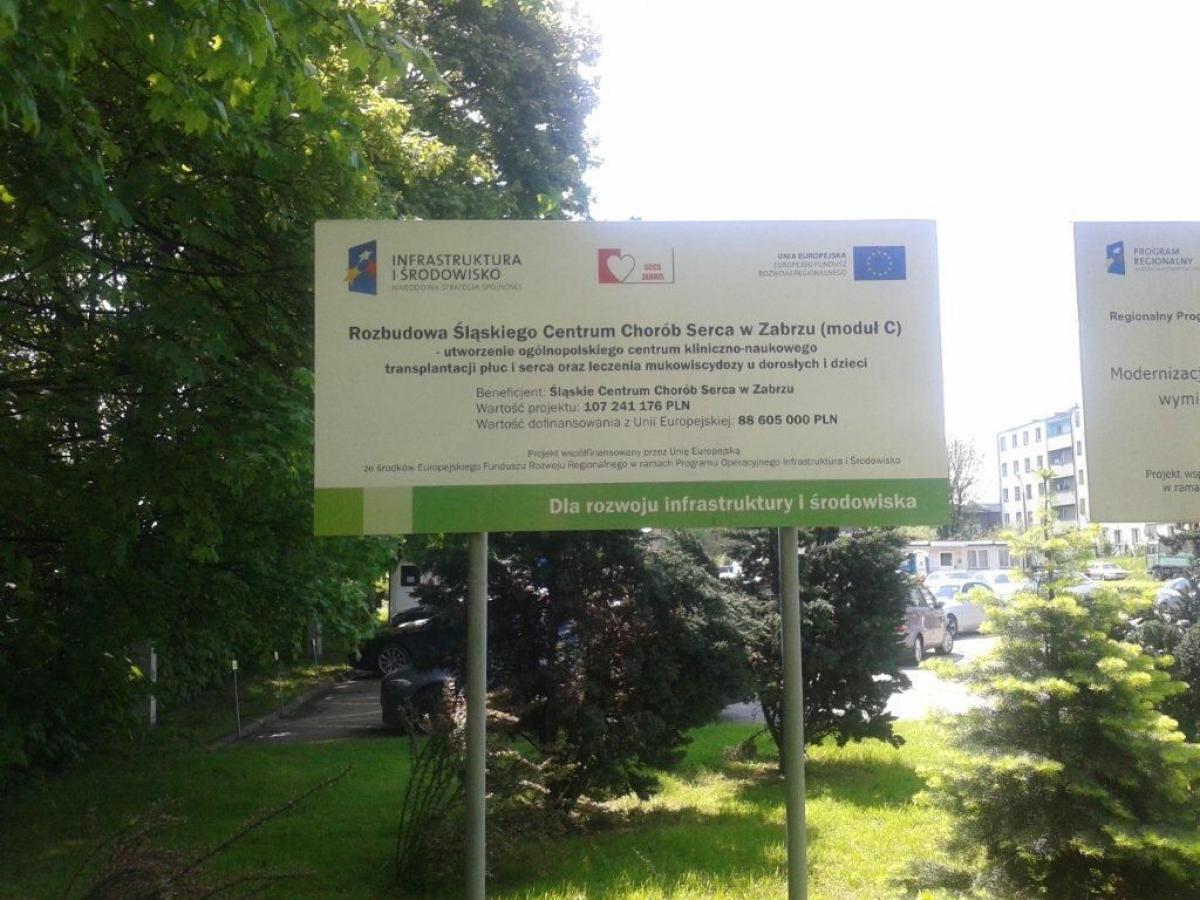 INFRASTRUKTURA
I ŚRODOWISKO
NARODOWA STRATEGIA SPÓJNOŚCI
SCCS
ZABRZE
UNIA EUROPEJSKA
EUROPEJSKI FUNDUSZ
ROZWOJU REGIONALNEGO
Rozbudowa Śląskiego Centrum Chorób Serca w Zabrzu (moduł C)
- utworzenie ogólnopolskiego centrum kliniczno-naukowego
transplantacji płuc i serca oraz leczenia mukowiscydozy u dorosłych i dzieci
Beneficjent: Śląskie Centrum Chorób Serca w Zabrzu
Wartość projektu: 107 241 176 PLN
Wartość dofinansowania z Unii Europejskiej: 88 605 000 PLN
Projekt współfinansowany przez Unię Europejską
ze środków Europejskiego Funduszu Rozwoju Regionalnego w ramach Programu Operacyjnego Infrastruktura i Środowisko
Dla rozwoju infrastruktury i środowiska
PROGRAM
REGIONALNY
Regionalny Prog
Modernizacj
wymi
Projekt wsp
w rama